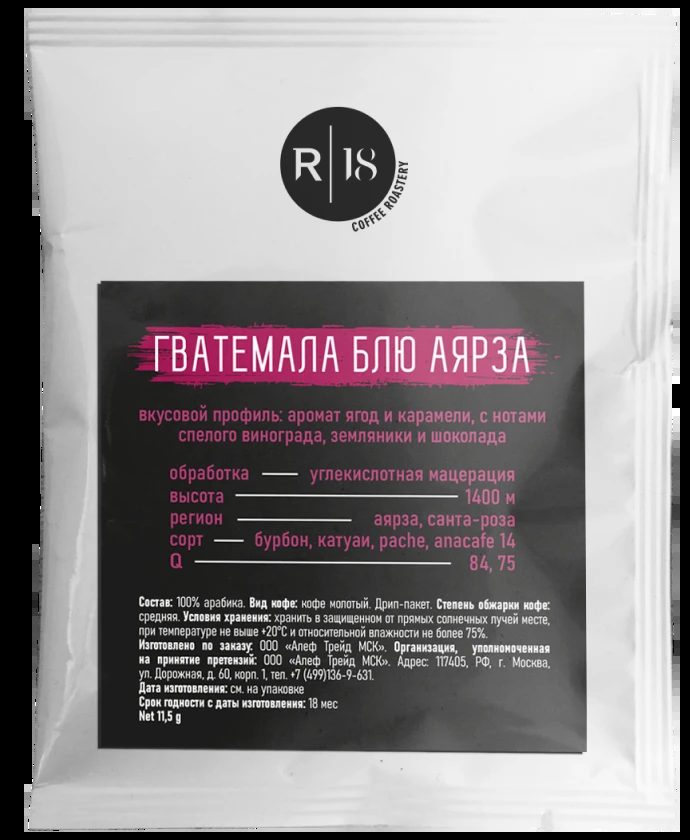 R|18
COFFEE ROASTERY
ГВАТЕМАЛА БЛЮ АЯРЗА
вкусовой профиль: аромат ягод и карамели, с нотами
спелого винограда, земляники и шоколада
обработка — углекислотная мацерация
высота — 1400 м
регион — аярза, санта-роза
сорт — бурбон, катуаи, pache, anacafe 14
Q — 84, 75
Состав: 100% арабика. Вид кофе: кофе молотый. Дрип-пакет. Степень обжарки кофе:
средняя. Условия хранения: хранить в защищенном от прямых солнечных лучей месте,
при температуре не выше +20°С и относительной влажности не более 75%.
Изготовлено по заказу: ООО «Алеф Трейд МСК». Организация, уполномоченная
на принятие претензий: ООО «Алеф Трейд МСК». Адрес: 117405, РФ, г. Москва,
ул. Дорожная, д. 60, корп. 1, тел. +7 (499)136-9-631.
Дата изготовления: см. на упаковке
Срок годности с даты изготовления: 18 мес
Net 11,5 g